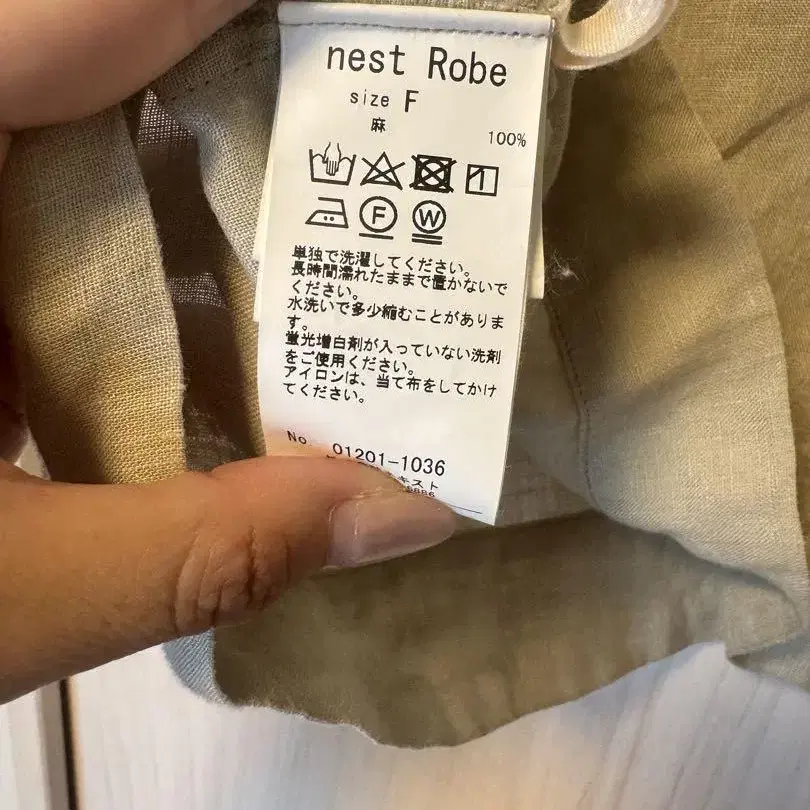 nest Robe
size F
麻
100%
F W
単独で洗濯してください。
長時間濡れたままで置かないで
ください。
水洗いで多少縮むことがありま
す。
蛍光増白剤が入っていない洗剤
をご使用ください。
アイロンは、当て布をしてかけ
てください。
No. 01201-1036
キスト